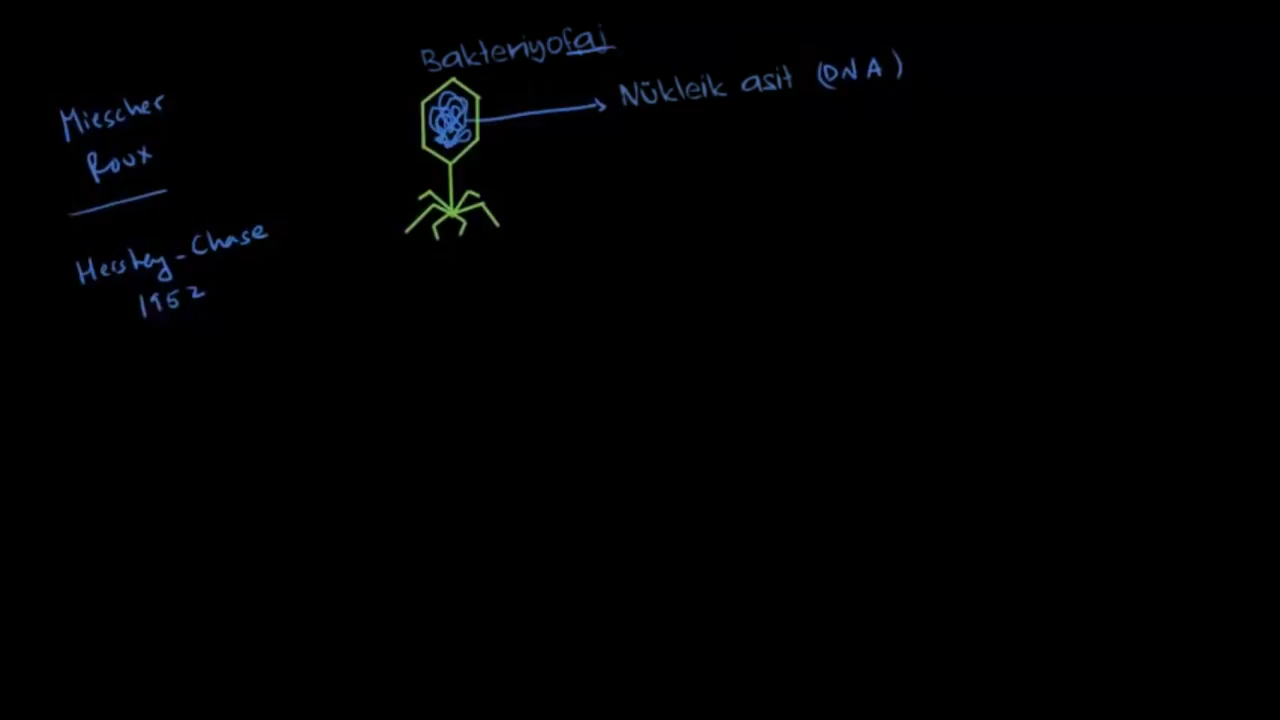 Miescher
Roux
Hershey-Chase
1952
Bakteriyofaj
Nükleik asit (DNA)